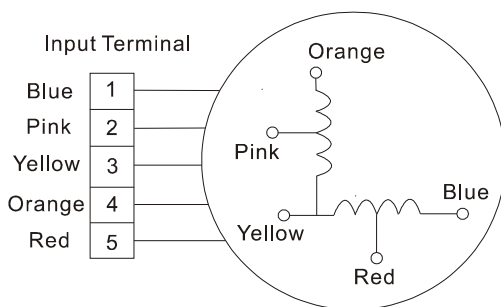 Input Terminal
Blue 1
Pink 2
Yellow 3
Orange 4
Red 5
Orange
Pink
Yellow
Blue
Red